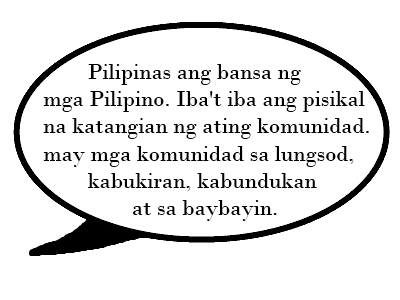 Pilipinas ang bansa ng
mga Pilipino. Iba't iba ang pisikal
na katangian ng ating komunidad.
may mga komunidad sa lungsod,
kabukiran, kabundukan
at sa baybayin.